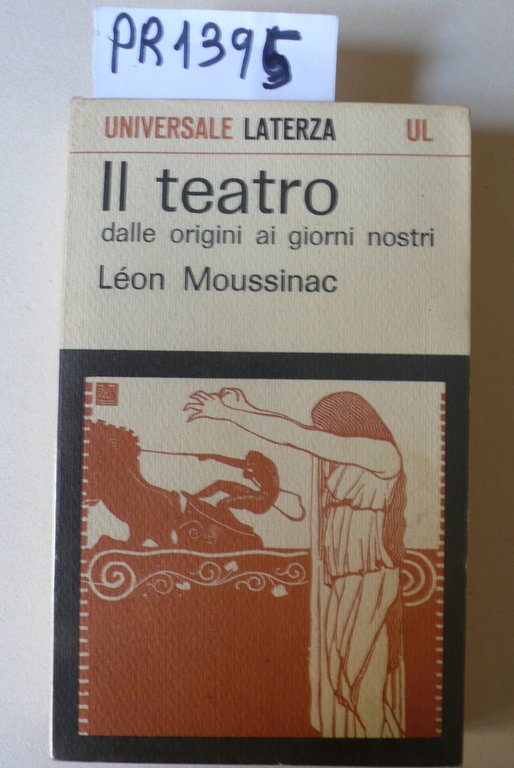 PR1395
UNIVERSALE LATERZA UL
Il teatro
dalle origini ai giorni nostri
Léon Moussinac